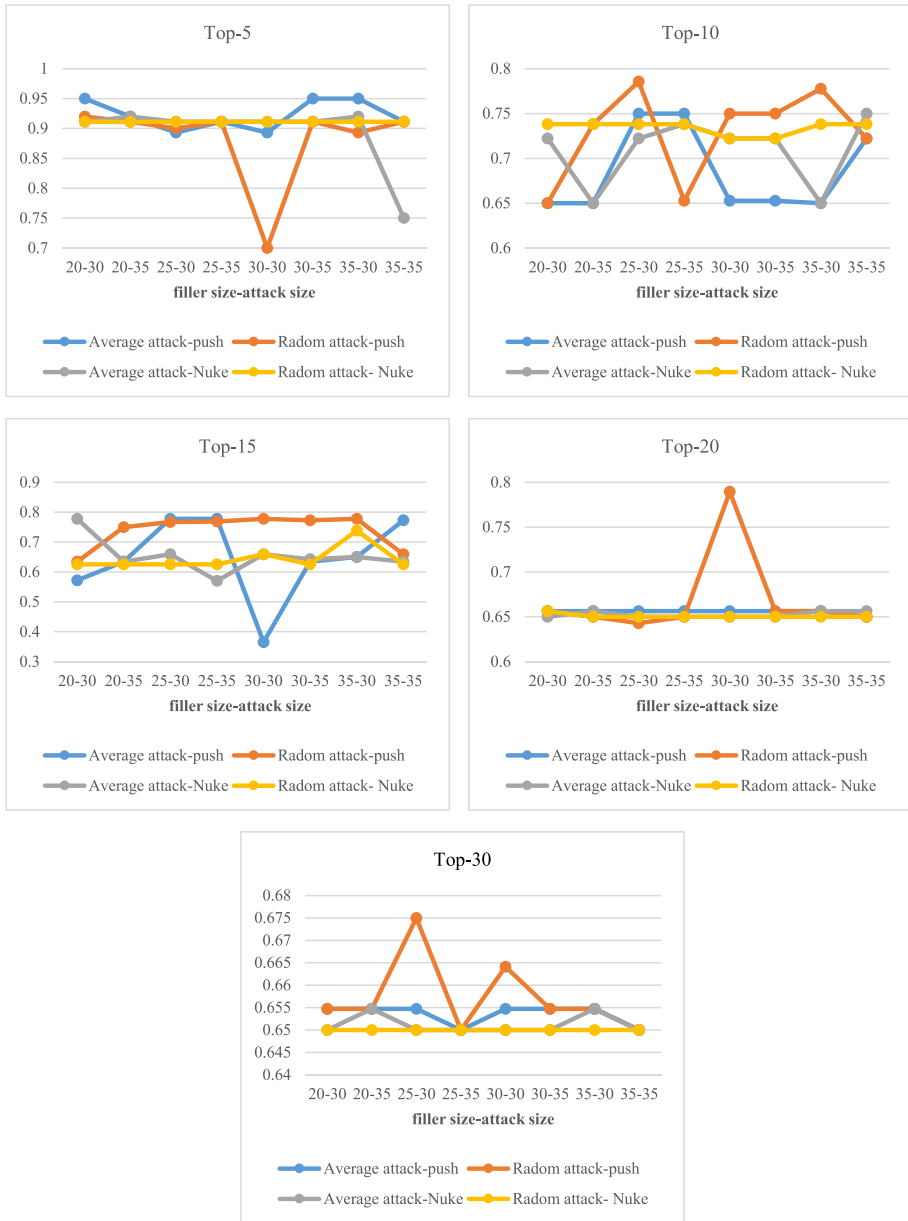 Top-5
1
0.95
0.9
0.85
0.8
0.75
0.7
20-30 20-35 25-30 25-35 30-30 30-35 35-30 35-35
filler size-attack size
Average attack-push Radom attack-push
Average attack-Nuke Radom attack- Nuke
Top-10
0.8
0.75
0.7
0.65
0.6
20-30 20-35 25-30 25-35 30-30 30-35 35-30 35-35
filler size-attack size
Average attack-push Radom attack-push
Average attack-Nuke Radom attack- Nuke
Top-15
0.9
0.8
0.7
0.6
0.5
0.4
0.3
20-30 20-35 25-30 25-35 30-30 30-35 35-30 35-35
filler size-attack size
Average attack-push Radom attack-push
Average attack-Nuke Radom attack- Nuke
Top-20
0.8
0.75
0.7
0.65
0.6
20-30 20-35 25-30 25-35 30-30 30-35 35-30 35-35
filler size-attack size
Average attack-push Radom attack-push
Average attack-Nuke Radom attack- Nuke
Top-30
0.68
0.675
0.67
0.665
0.66
0.655
0.65
0.645
0.64
20-30 20-35 25-30 25-35 30-30 30-35 35-30 35-35
filler size-attack size
Average attack-push Radom attack-push
Average attack-Nuke Radom attack- Nuke